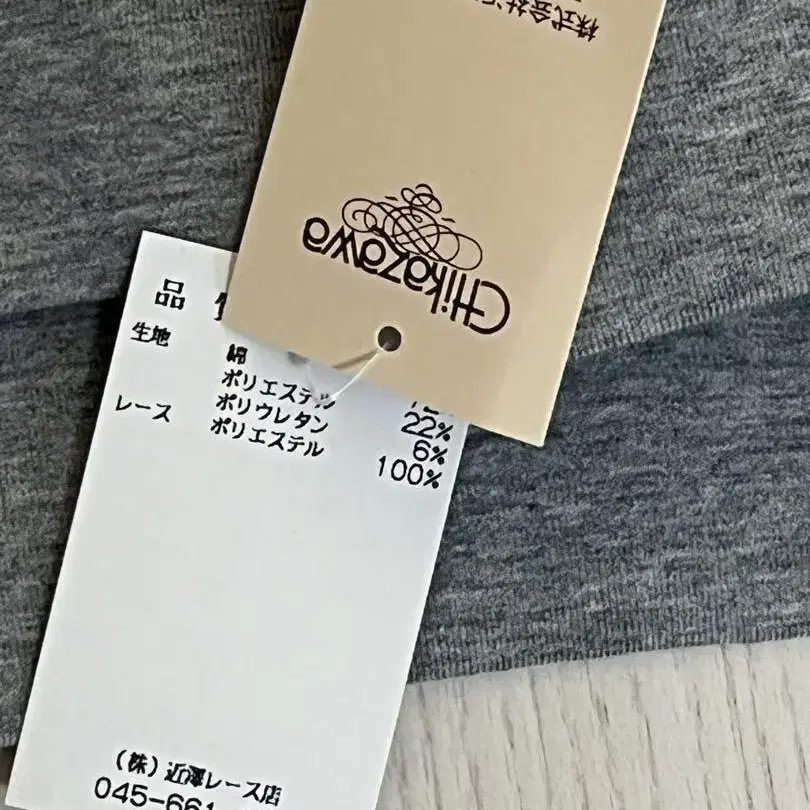 株式会社
Chikazawa
品
生地 綿
ポリエステル 22%
ポリウレタン 6%
レース ポリエステル 100%
(株)近澤レース店
045-661